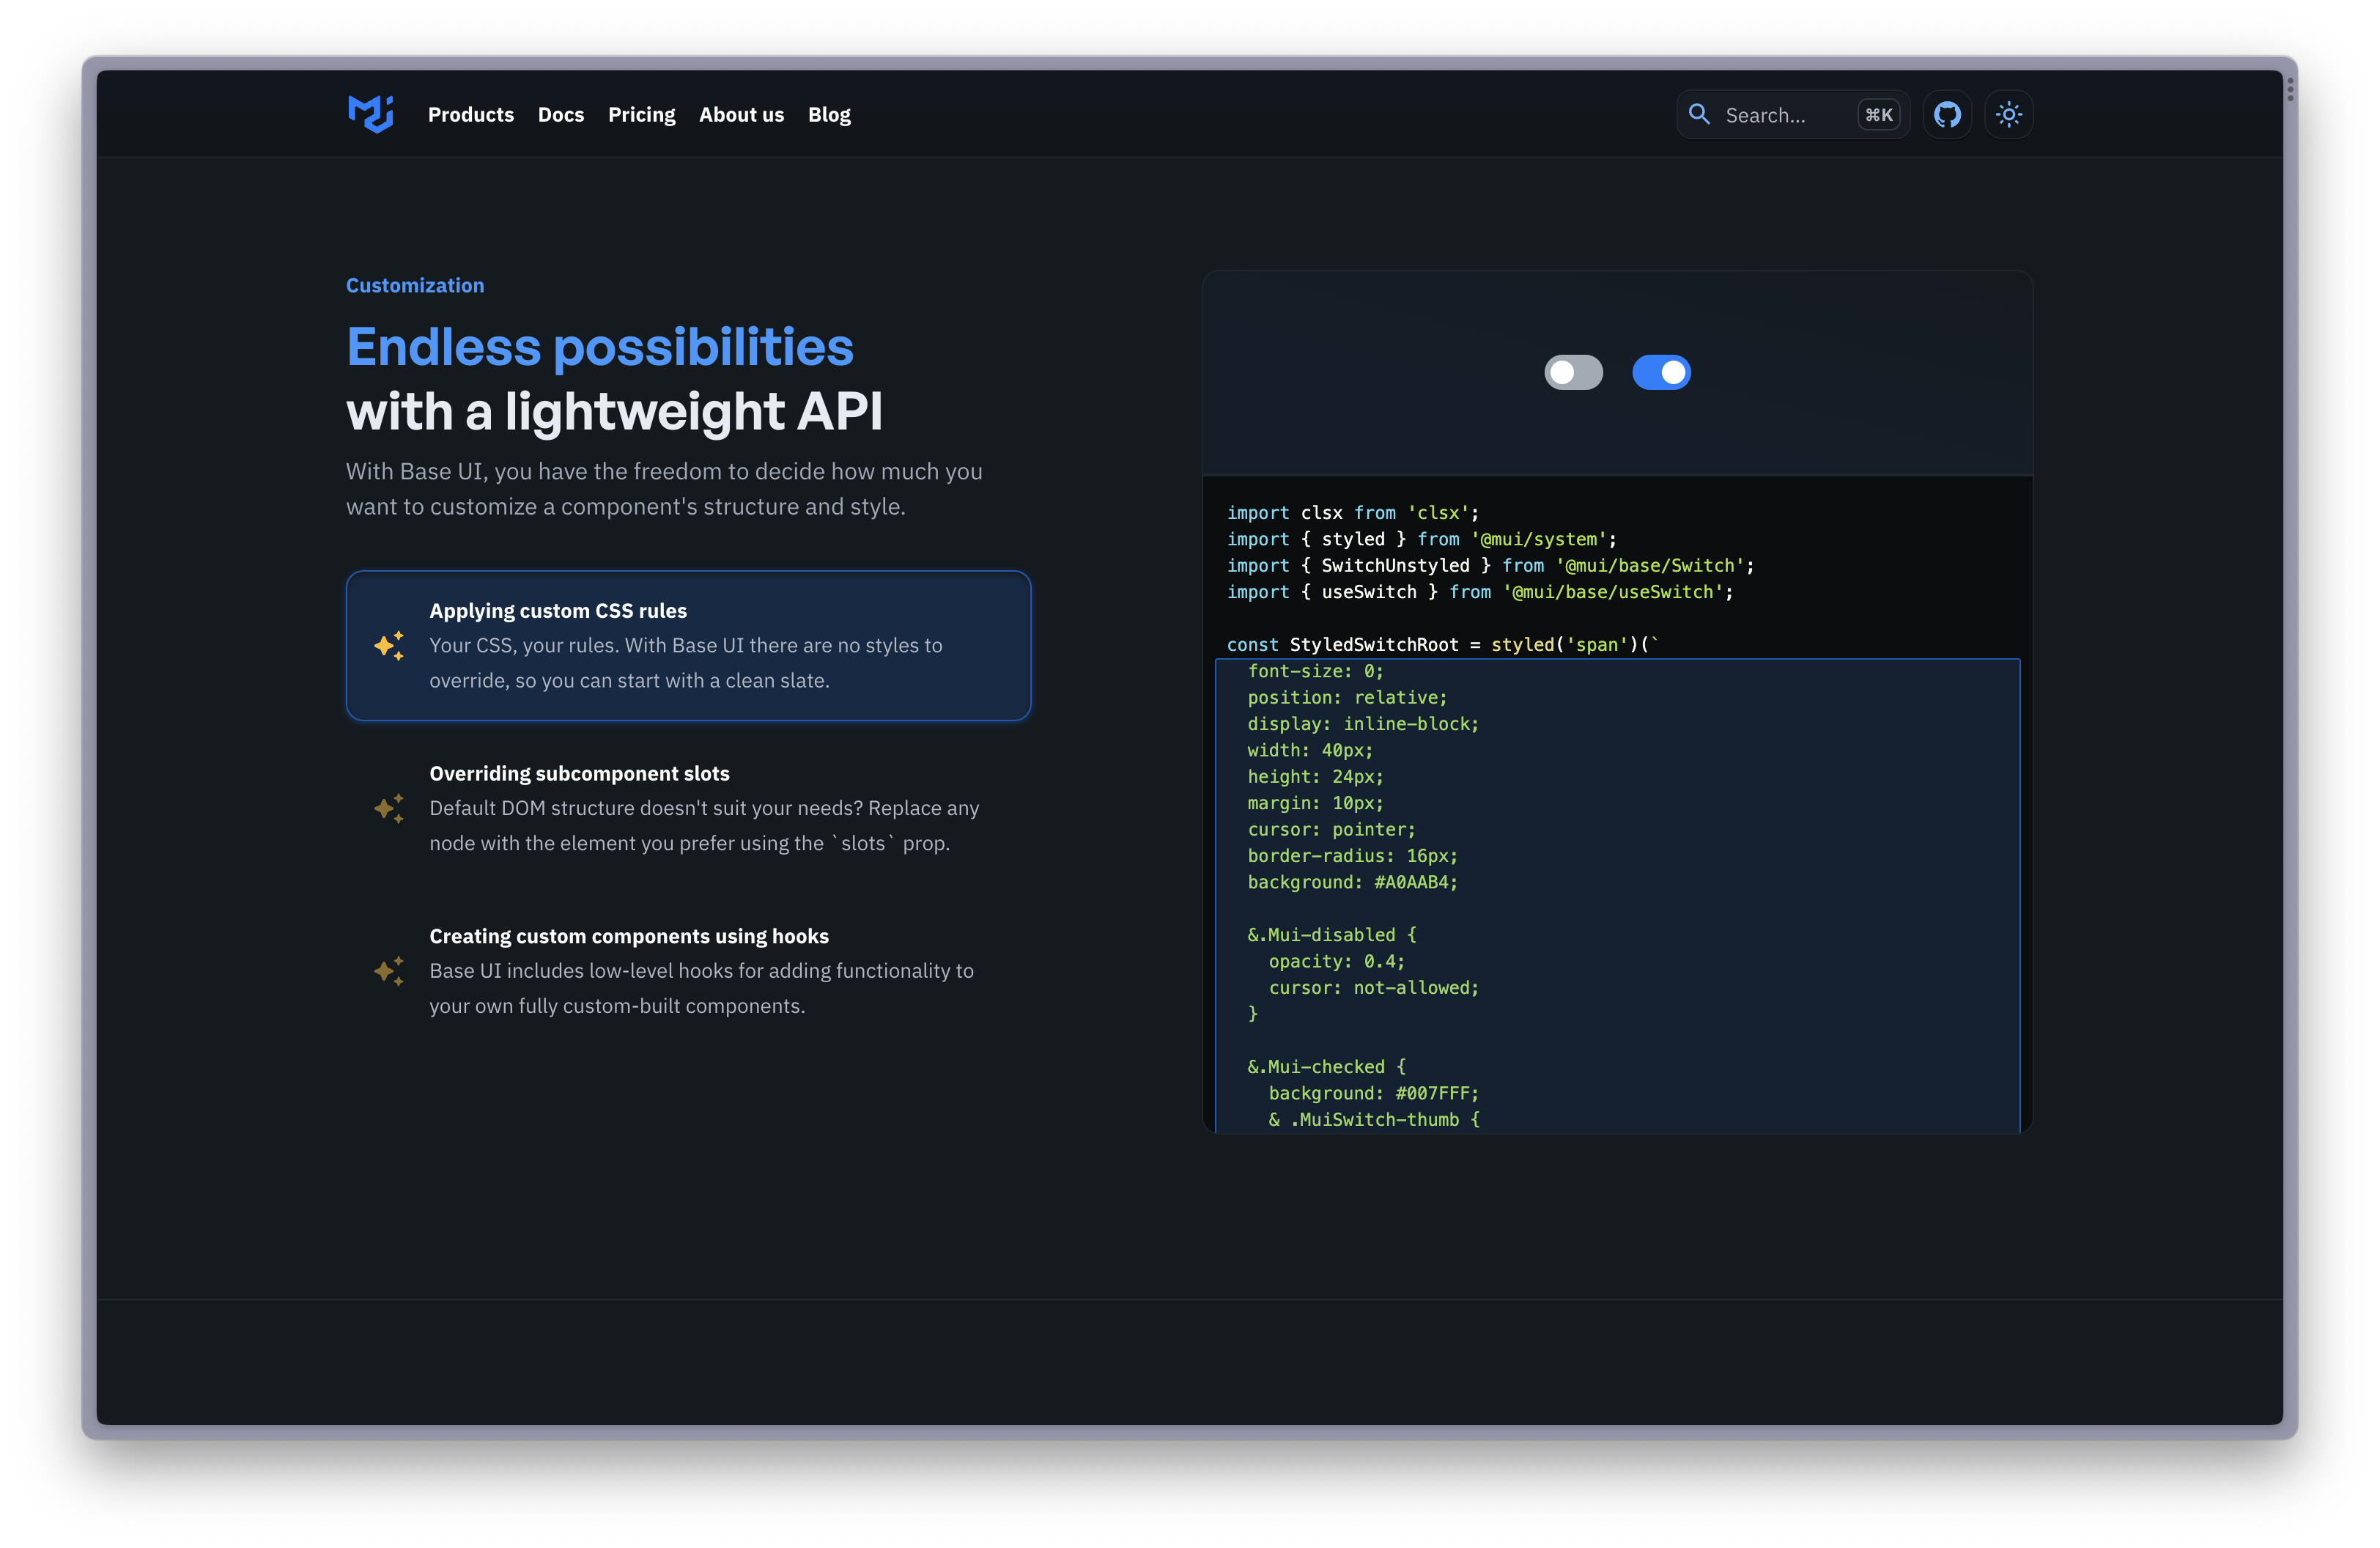 Products Docs Pricing About us Blog
Search... ⌘K
Customization
Endless possibilities
with a lightweight API
With Base UI, you have the freedom to decide how much you
want to customize a component's structure and style.
Applying custom CSS rules
Your CSS, your rules. With Base UI there are no styles to
override, so you can start with a clean slate.
Overriding subcomponent slots
Default DOM structure doesn't suit your needs? Replace any
node with the element you prefer using the `slots` prop.
Creating custom components using hooks
Base UI includes low-level hooks for adding functionality to
your own fully custom-built components.
import clsx from 'clsx';
import { styled } from '@mui/system';
import { SwitchUnstyled } from '@mui/base/Switch';
import { useSwitch } from '@mui/base/useSwitch';

const StyledSwitchRoot = styled('span')(`
  font-size: 0;
  position: relative;
  display: inline-block;
  width: 40px;
  height: 24px;
  margin: 10px;
  cursor: pointer;
  border-radius: 16px;
  background: #A0AAB4;

  &.Mui-disabled {
    opacity: 0.4;
    cursor: not-allowed;
  }

  &.Mui-checked {
    background: #007FFF;
    & .MuiSwitch-thumb {